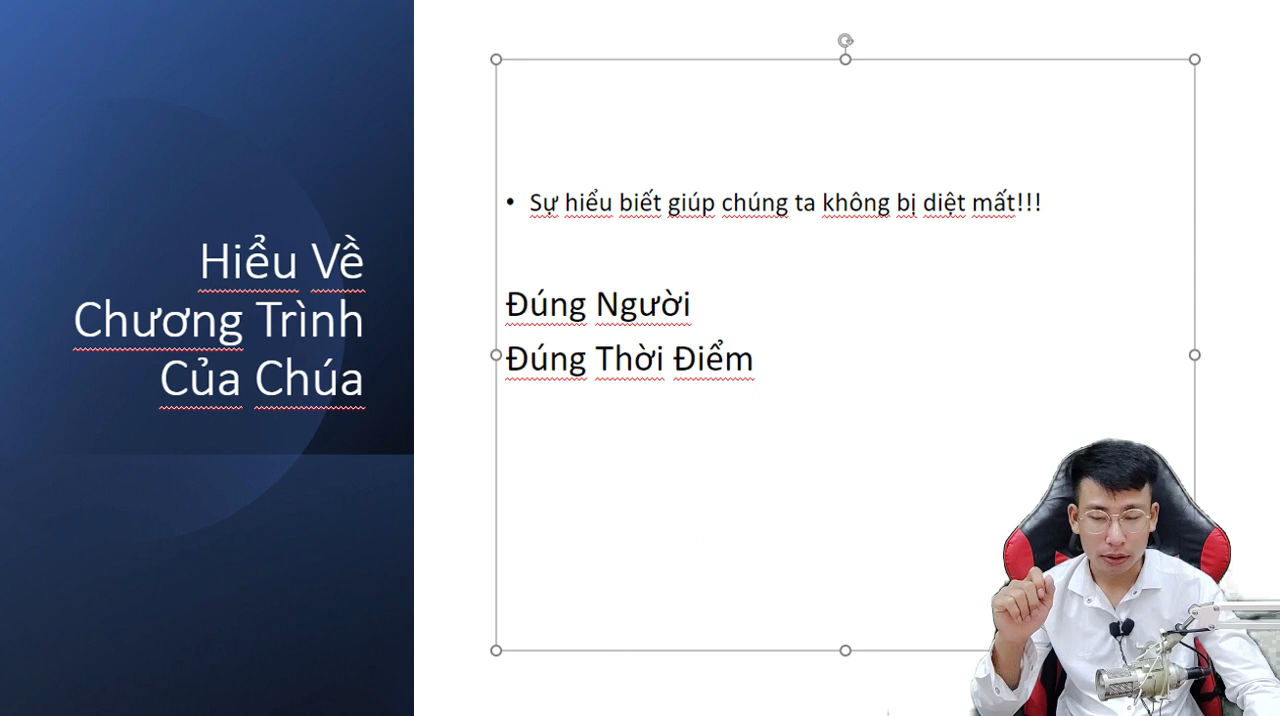 Hiểu Về
Chương Trình
Của Chúa
• Sự hiểu biết giúp chúng ta không bị diệt mất!!!
Đúng Người
Đúng Thời Điểm